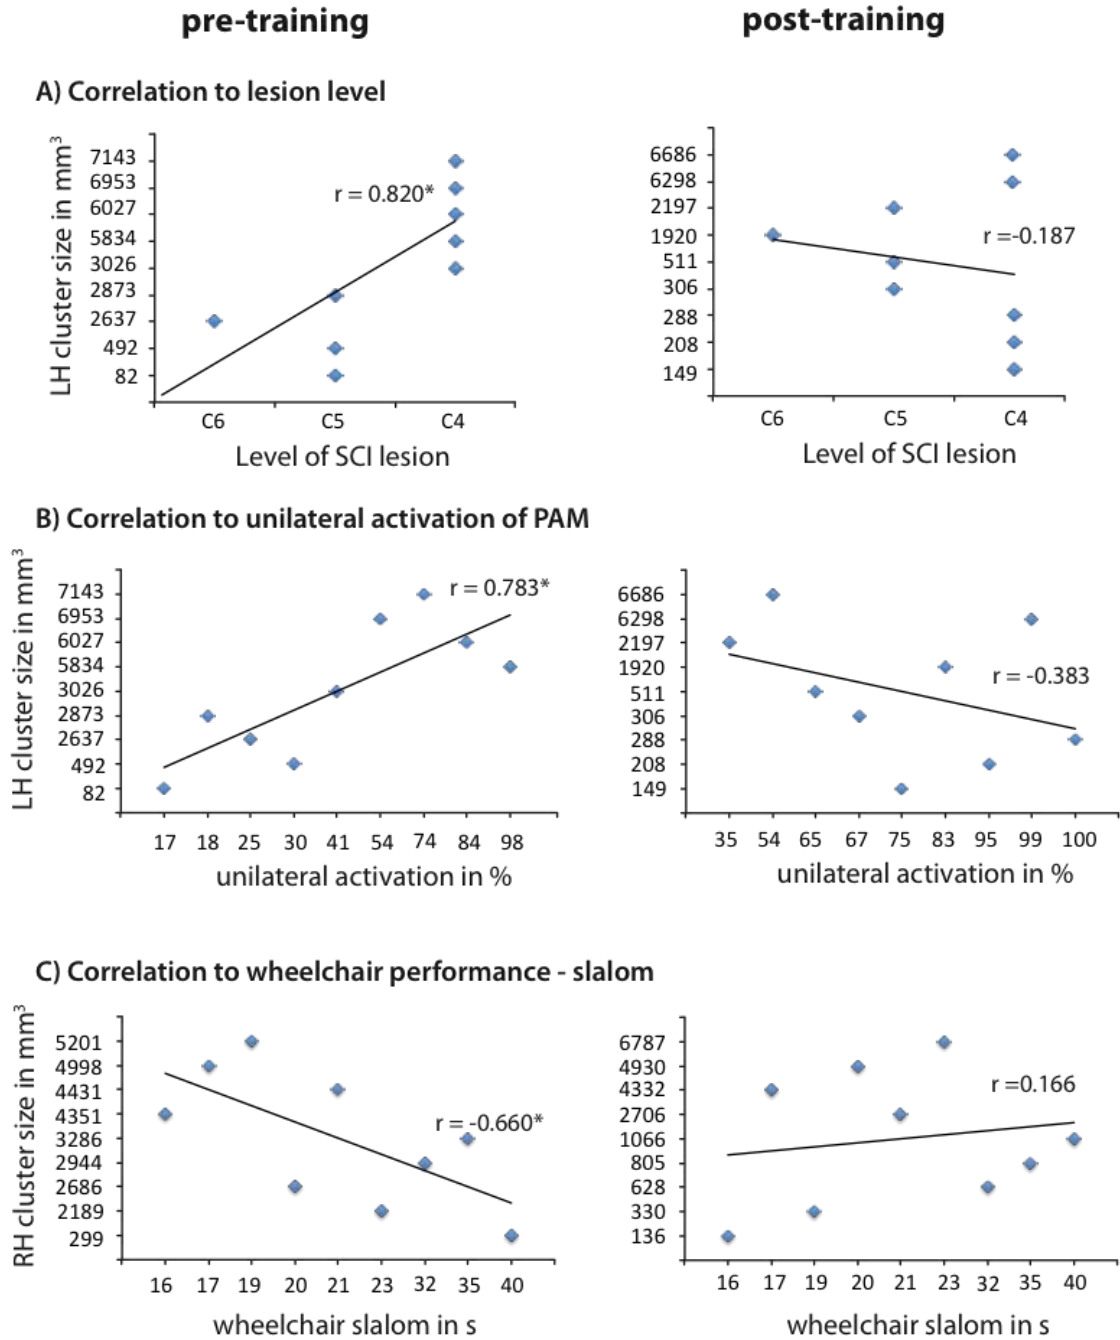 pre-training
post-training
A) Correlation to lesion level
LH cluster size in mm³
7143
6953
6027
5834
3026
2873
2637
492
82
r = 0.820*
C6 C5 C4
Level of SCI lesion
6686
6298
2197
1920
511
306
288
208
149
r =-0.187
C6 C5 C4
Level of SCI lesion
B) Correlation to unilateral activation of PAM
LH cluster size in mm³
7143
6953
6027
5834
3026
2873
2637
492
82
r = 0.783*
17 18 25 30 41 54 74 84 98
unilateral activation in %
6686
6298
2197
1920
511
306
288
208
149
r = -0.383
35 54 65 67 75 83 95 99 100
unilateral activation in %
C) Correlation to wheelchair performance - slalom
RH cluster size in mm³
5201
4998
4431
4351
3286
2944
2686
2189
299
r = -0.660*
16 17 19 20 21 23 32 35 40
wheelchair slalom in s
6787
4930
4332
2706
1066
805
628
330
136
r =0.166
16 17 19 20 21 23 32 35 40
wheelchair slalom in s